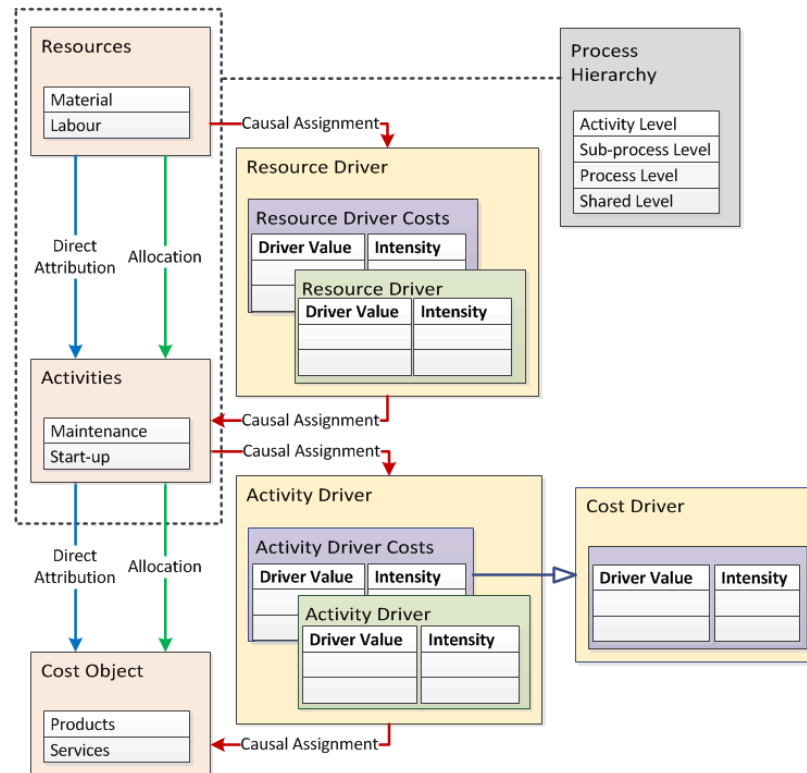 Resources
Material
Labour
Process
Hierarchy
Activity Level
Sub-process Level
Process Level
Shared Level
Causal Assignment
Resource Driver
Resource Driver Costs
Driver Value Intensity
Resource Driver
Driver Value Intensity
Direct
Attribution
Allocation
Activities
Maintenance
Start-up
Causal Assignment
Causal Assignment
Activity Driver
Activity Driver Costs
Driver Value Intensity
Activity Driver
Driver Value Intensity
Cost Driver
Driver Value Intensity
Direct
Attribution
Allocation
Cost Object
Products
Services
Causal Assignment